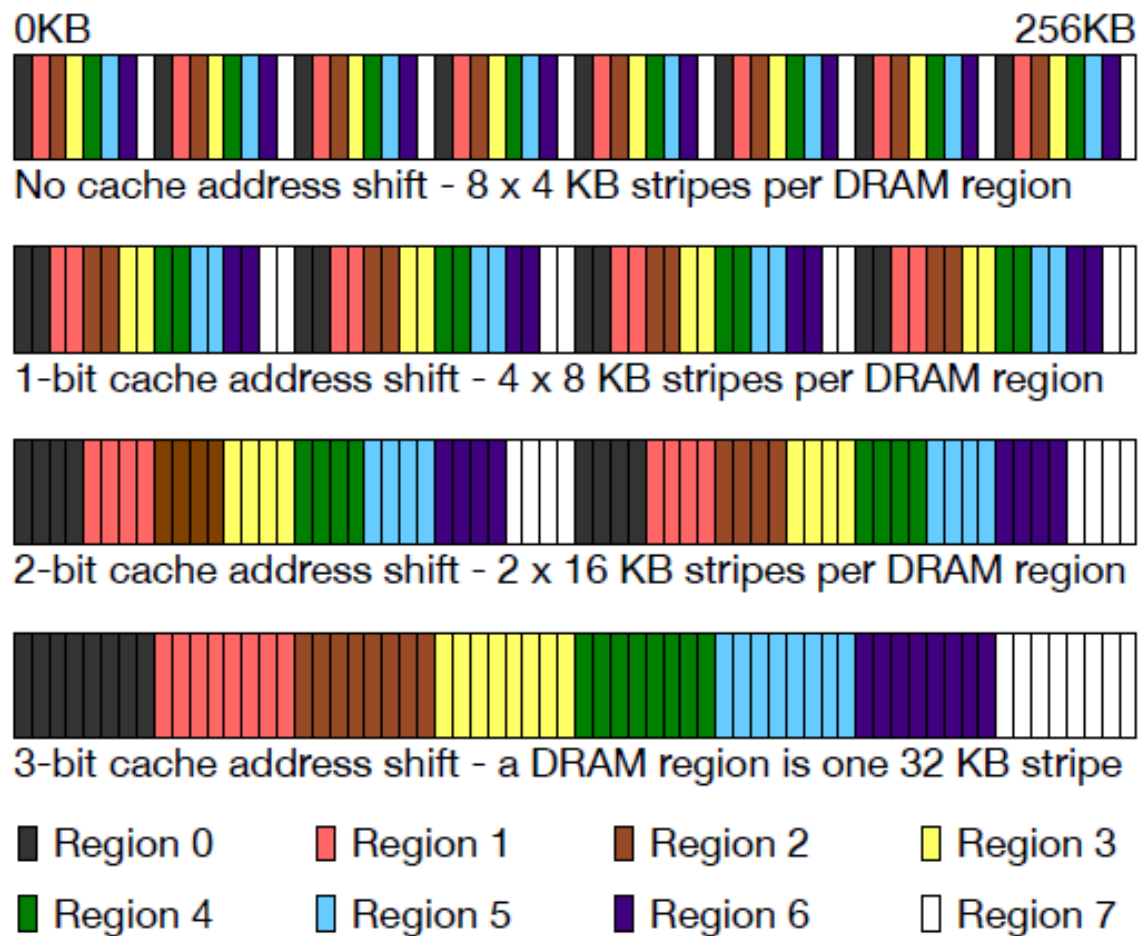 0KB 256KB
No cache address shift - 8 x 4 KB stripes per DRAM region
1-bit cache address shift - 4 x 8 KB stripes per DRAM region
2-bit cache address shift - 2 x 16 KB stripes per DRAM region
3-bit cache address shift - a DRAM region is one 32 KB stripe
Region 0 Region 1 Region 2 Region 3
Region 4 Region 5 Region 6 Region 7